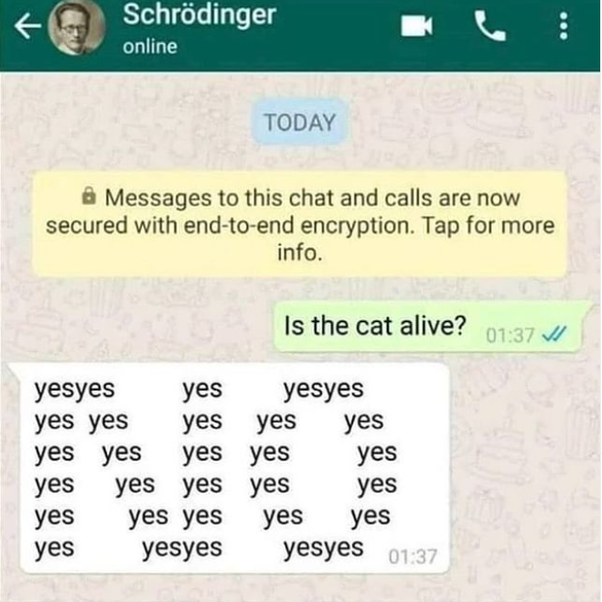 Schrödinger
online
TODAY
Messages to this chat and calls are now
secured with end-to-end encryption. Tap for more
info.
Is the cat alive? 01:37
yesyes yes yesyes
yes yes yes yes yes
yes yes yes yes yes
yes yes yes yes yes
yes yes yes yes yes
yes yesyes yesyes 01:37